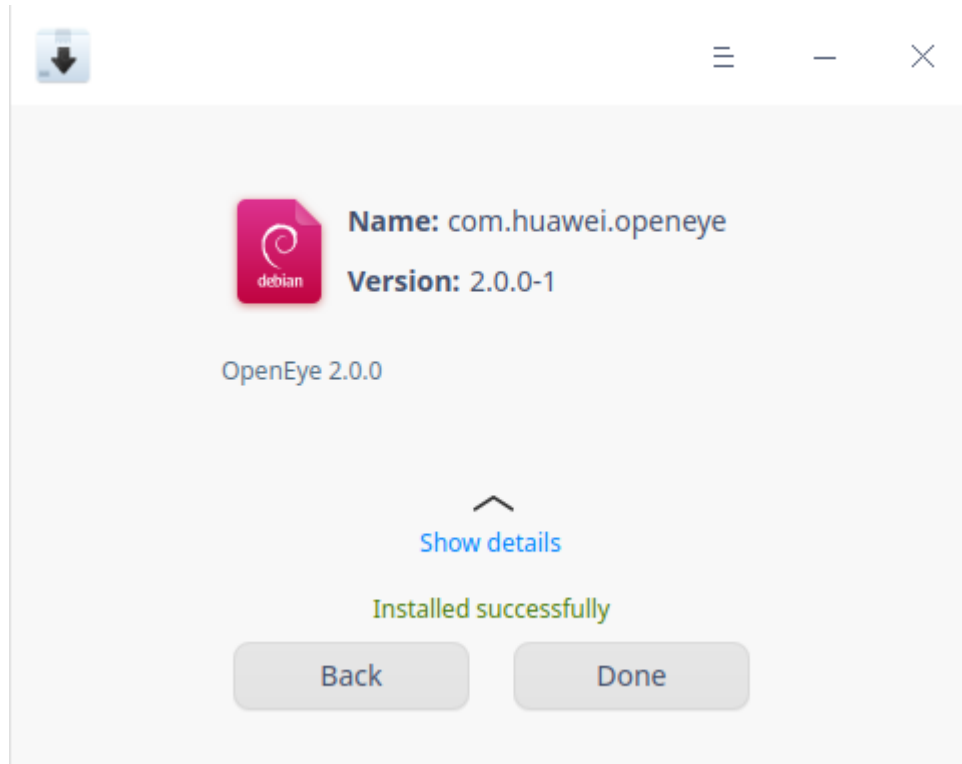 debian
Name: com.huawei.openeye
Version: 2.0.0-1
OpenEye 2.0.0
Show details
Installed successfully
Back
Done